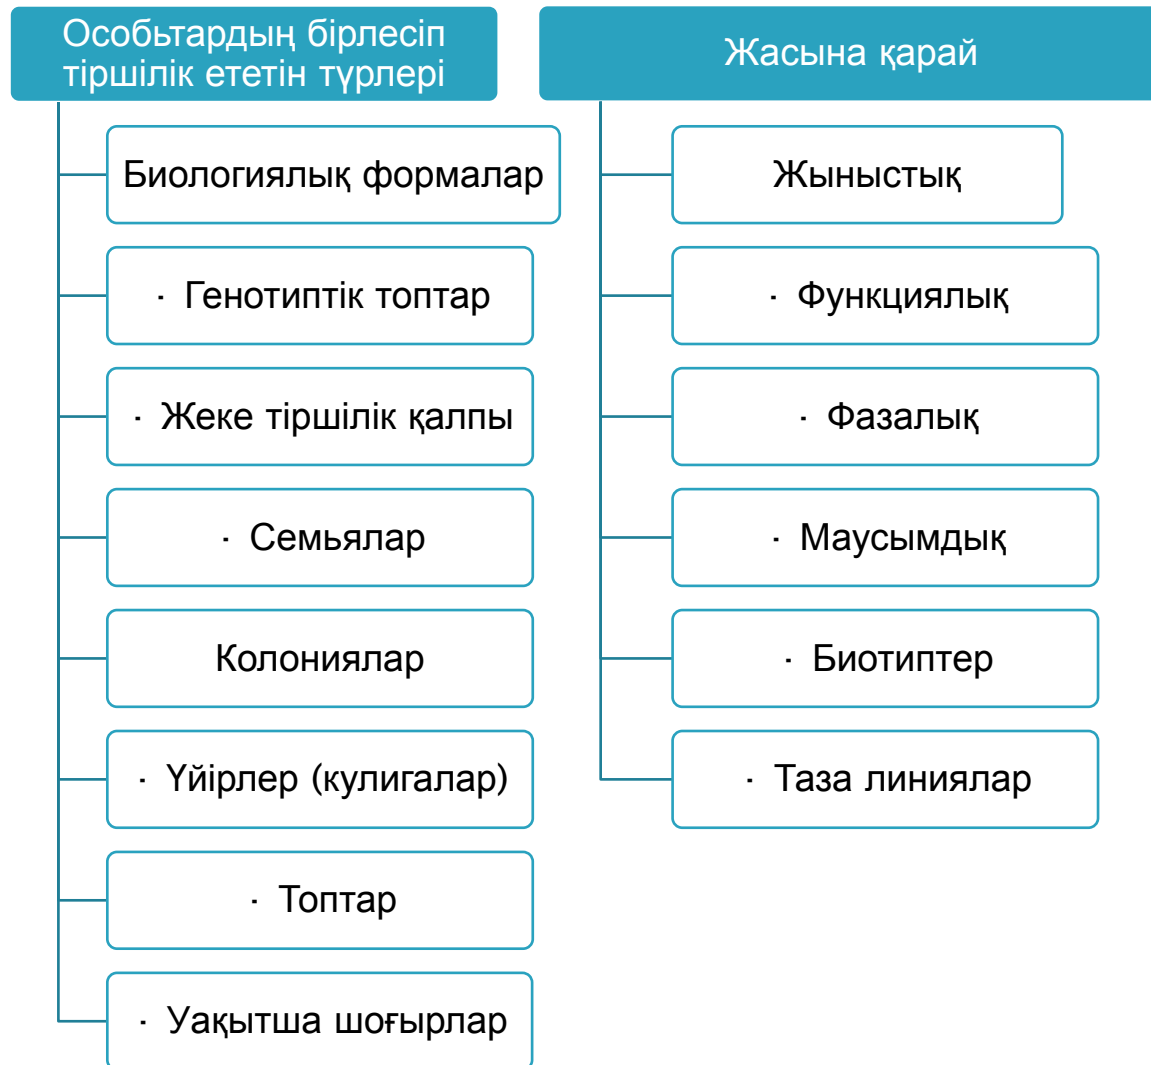 Особьтардың бірлесіп
тіршілік ететін түрлері
Биологиялық формалар
· Генотиптік топтар
· Жеке тіршілік қалпы
· Семьялар
Колониялар
· Үйірлер (кулигалар)
· Топтар
· Уақытша шоғырлар
Жасына қарай
Жыныстық
· Функциялық
· Фазалық
· Маусымдық
· Биотиптер
· Таза линиялар